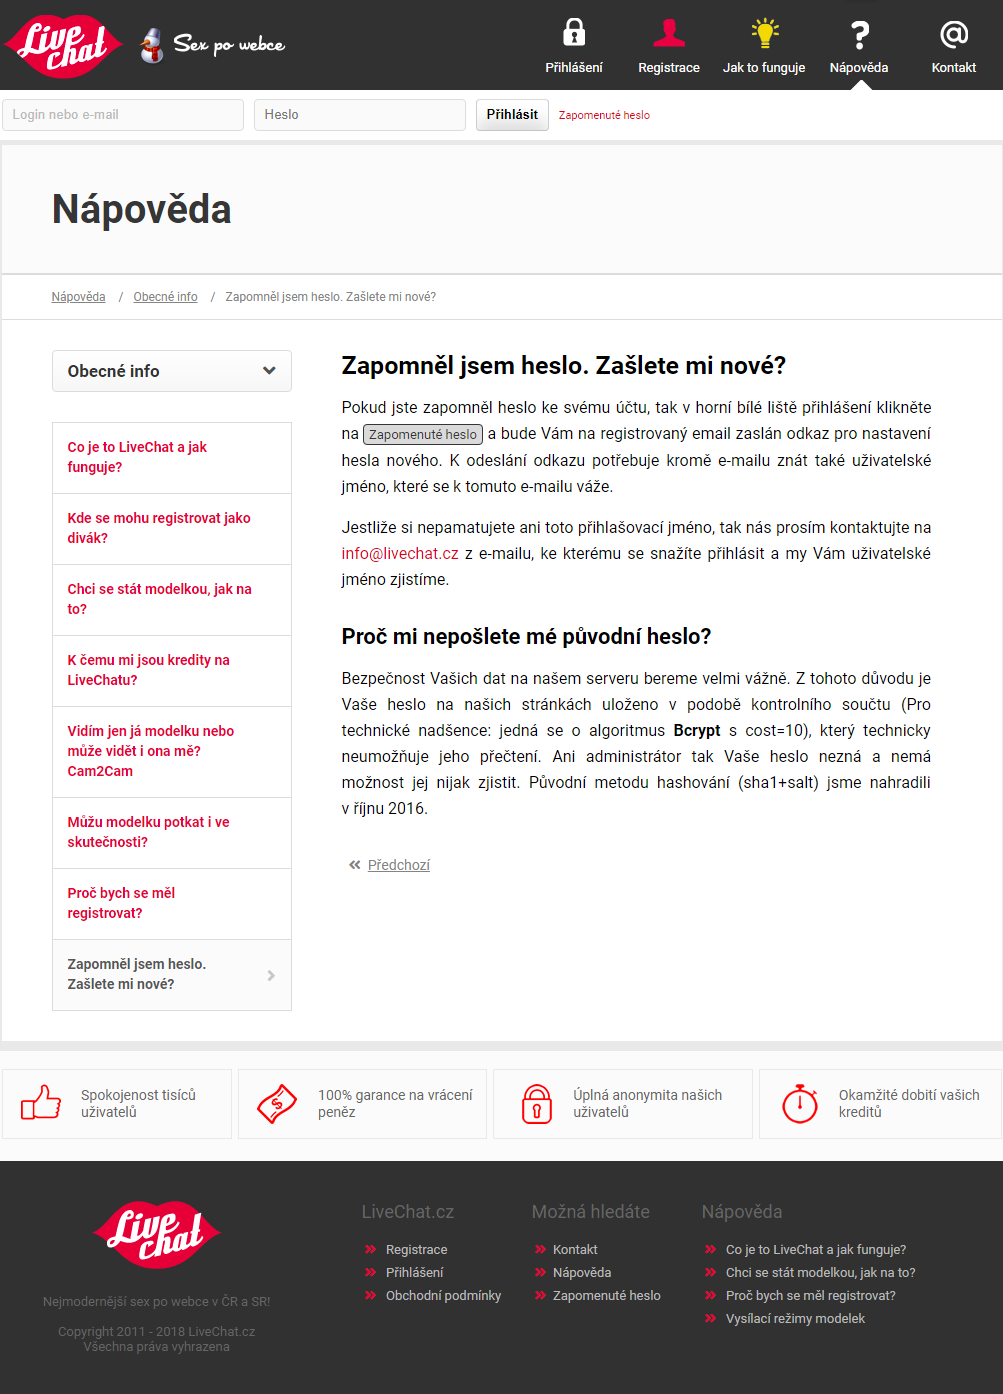 Live chat
Sex po webce
Přihlášení
Registrace
Jak to funguje
Nápověda
Kontakt
Login nebo e-mail
Heslo
Přihlásit
Zapomenuté heslo
Nápověda
Nápověda / Obecné info / Zapomněl jsem heslo. Zašlete mi nové?
Obecné info
Co je to LiveChat a jak
funguje?
Kde se mohu registrovat jako
divák?
Chci se stát modelkou, jak na
to?
K čemu mi jsou kredity na
LiveChatu?
Vidím jen já modelku nebo
může vidět i ona mě?
Cam2Cam
Můžu modelku potkat i ve
skutečnosti?
Proč bych se měl
registrovat?
Zapomněl jsem heslo.
Zašlete mi nové?
Zapomněl jsem heslo. Zašlete mi nové?
Pokud jste zapomněl heslo ke svému účtu, tak v horní bílé liště přihlášení klikněte
na Zapomenuté heslo a bude Vám na registrovaný email zaslán odkaz pro nastavení
hesla nového. K odeslání odkazu potřebuje kromě e-mailu znát také uživatelské
jméno, které se k tomuto e-mailu váže.
Jestliže si nepamatujete ani toto přihlašovací jméno, tak nás prosím kontaktujte na
info@livechat.cz z e-mailu, ke kterému se snažíte přihlásit a my Vám uživatelské
jméno zjistíme.
Proč mi nepošlete mé původní heslo?
Bezpečnost Vašich dat na našem serveru bereme velmi vážně. Z tohoto důvodu je
Vaše heslo na našich stránkách uloženo v podobě kontrolního součtu (Pro
technické nadšence: jedná se o algoritmus Bcrypt s cost=10), který technicky
neumožňuje jeho přečtení. Ani administrátor tak Vaše heslo nezná a nemá
možnost jej nijak zjistit. Původní metodu hashování (sha1+salt) jsme nahradili
v říjnu 2016.
Předchozí
Spokojenost tisíců
uživatelů
100% garance na vrácení
peněz
Úplná anonymita našich
uživatelů
Okamžité dobití vašich
kreditů
Live chat
Nejmodernější sex po webce v ČR a SR!
Copyright 2011 - 2018 LiveChat.cz
Všechna práva vyhrazena
LiveChat.cz
Registrace
Přihlášení
Obchodní podmínky
Možná hledáte
Kontakt
Nápověda
Zapomenuté heslo
Nápověda
Co je to LiveChat a jak funguje?
Chci se stát modelkou, jak na to?
Proč bych se měl registrovat?
Vysílací režimy modelek